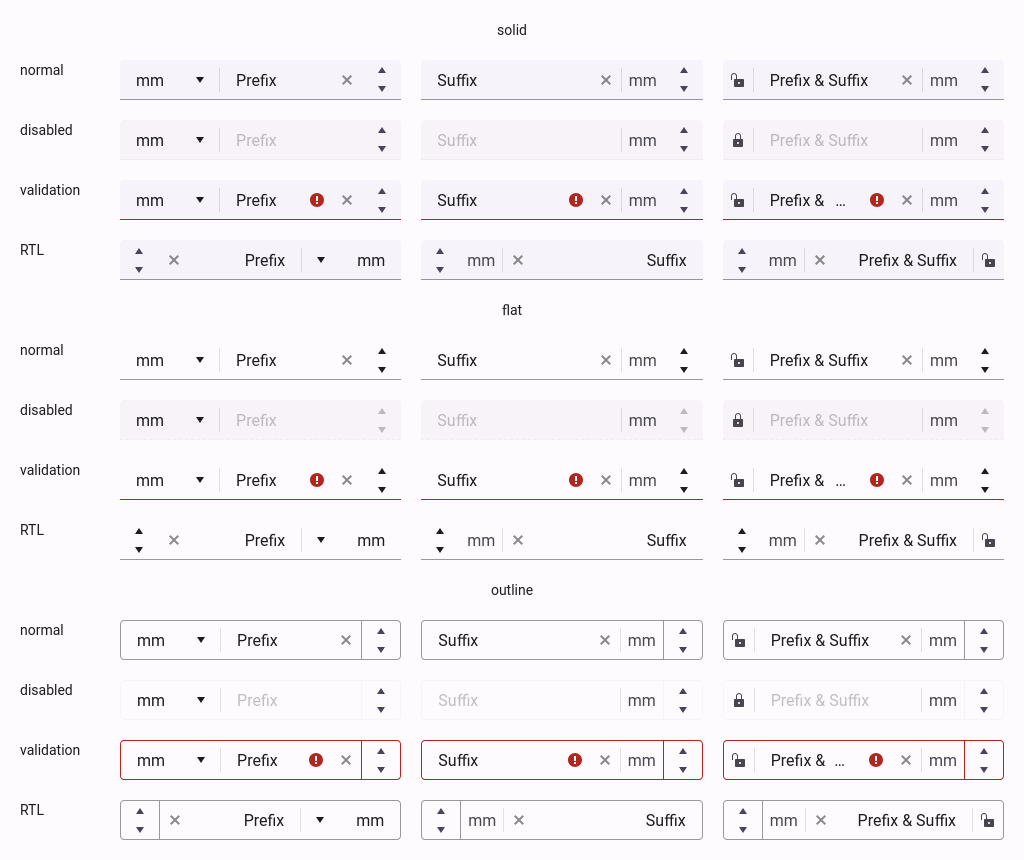 solid
normal
mm Prefix Suffix mm Prefix & Suffix mm
disabled
mm Prefix Suffix mm Prefix & Suffix mm
validation
mm Prefix Suffix mm Prefix & ... mm
RTL
Prefix mm mm Suffix mm Prefix & Suffix
flat
normal
mm Prefix Suffix mm Prefix & Suffix mm
disabled
mm Prefix Suffix mm Prefix & Suffix mm
validation
mm Prefix Suffix mm Prefix & ... mm
RTL
Prefix mm mm Suffix mm Prefix & Suffix
outline
normal
mm Prefix Suffix mm Prefix & Suffix mm
disabled
mm Prefix Suffix mm Prefix & Suffix mm
validation
mm Prefix Suffix mm Prefix & ... mm
RTL
Prefix mm mm Suffix mm Prefix & Suffix